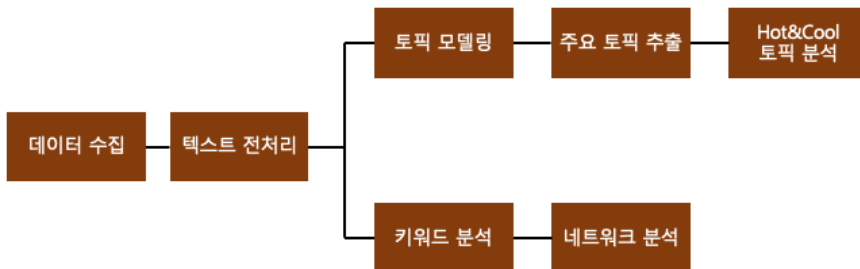 데이터 수집
텍스트 전처리
토픽 모델링
주요 토픽 추출
Hot&Cool
토픽 분석
키워드 분석
네트워크 분석